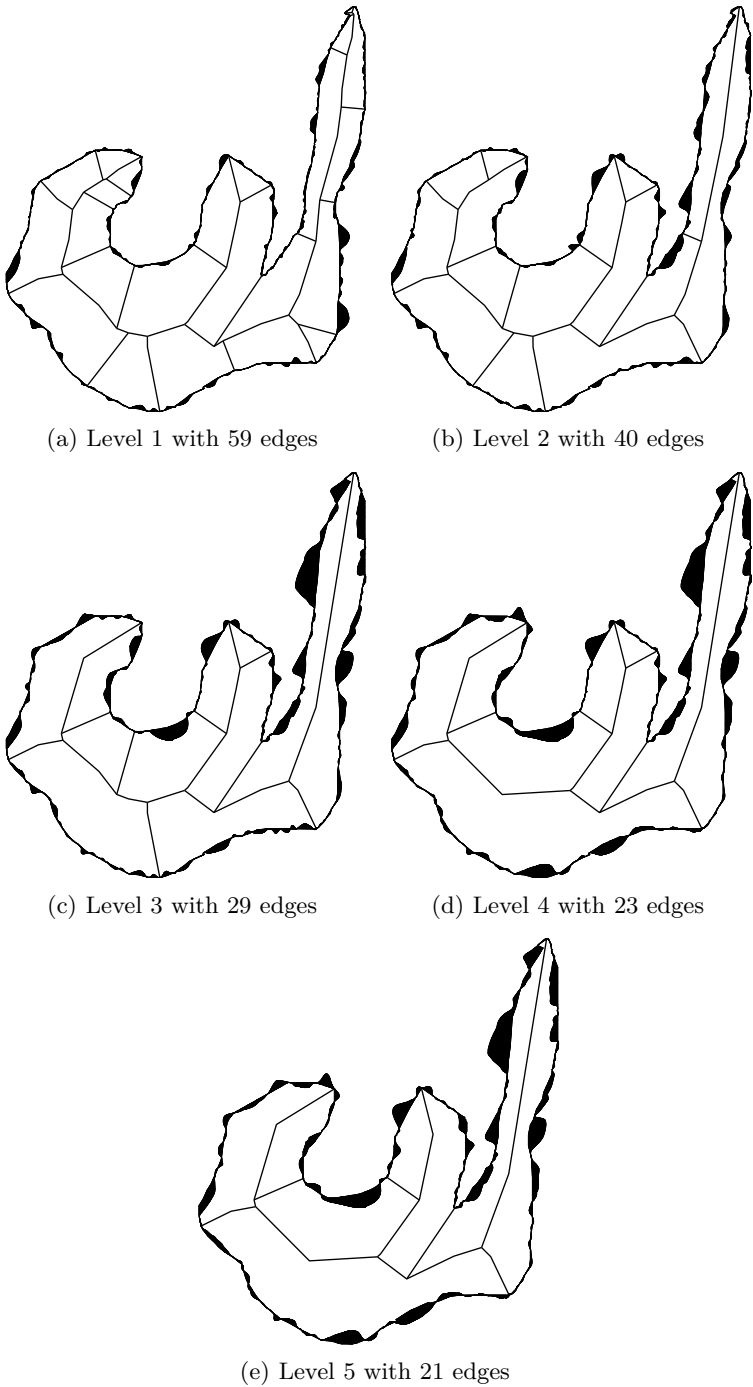 (a) Level 1 with 59 edges
(b) Level 2 with 40 edges
(c) Level 3 with 29 edges
(d) Level 4 with 23 edges
(e) Level 5 with 21 edges